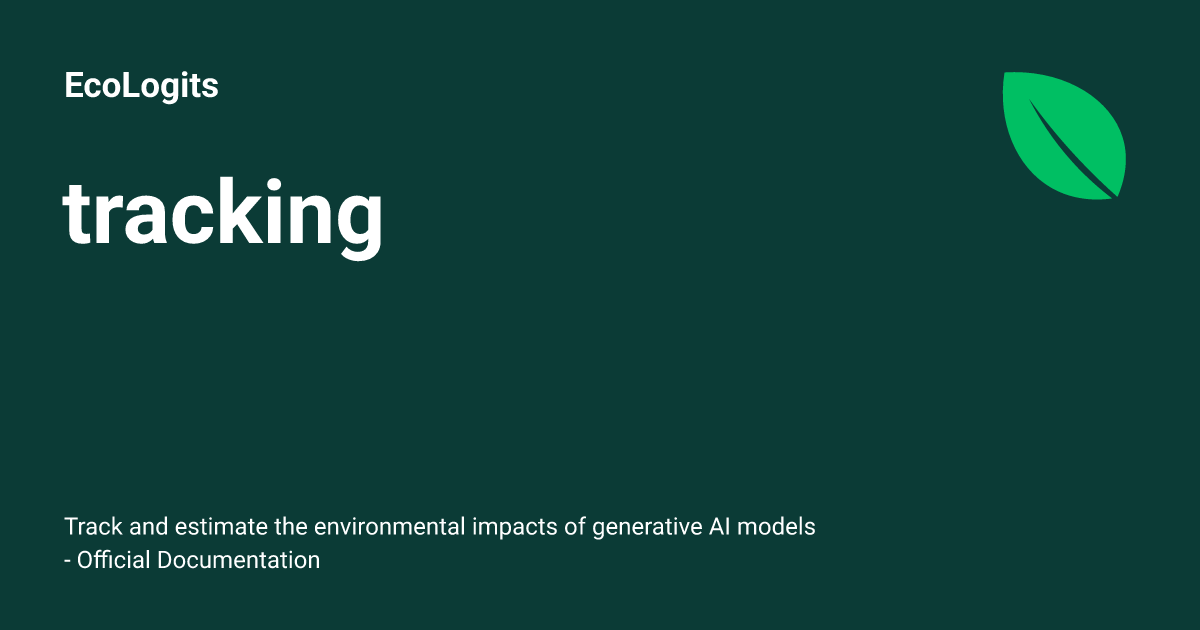 EcoLogits
tracking
Track and estimate the environmental impacts of generative AI models
- Official Documentation